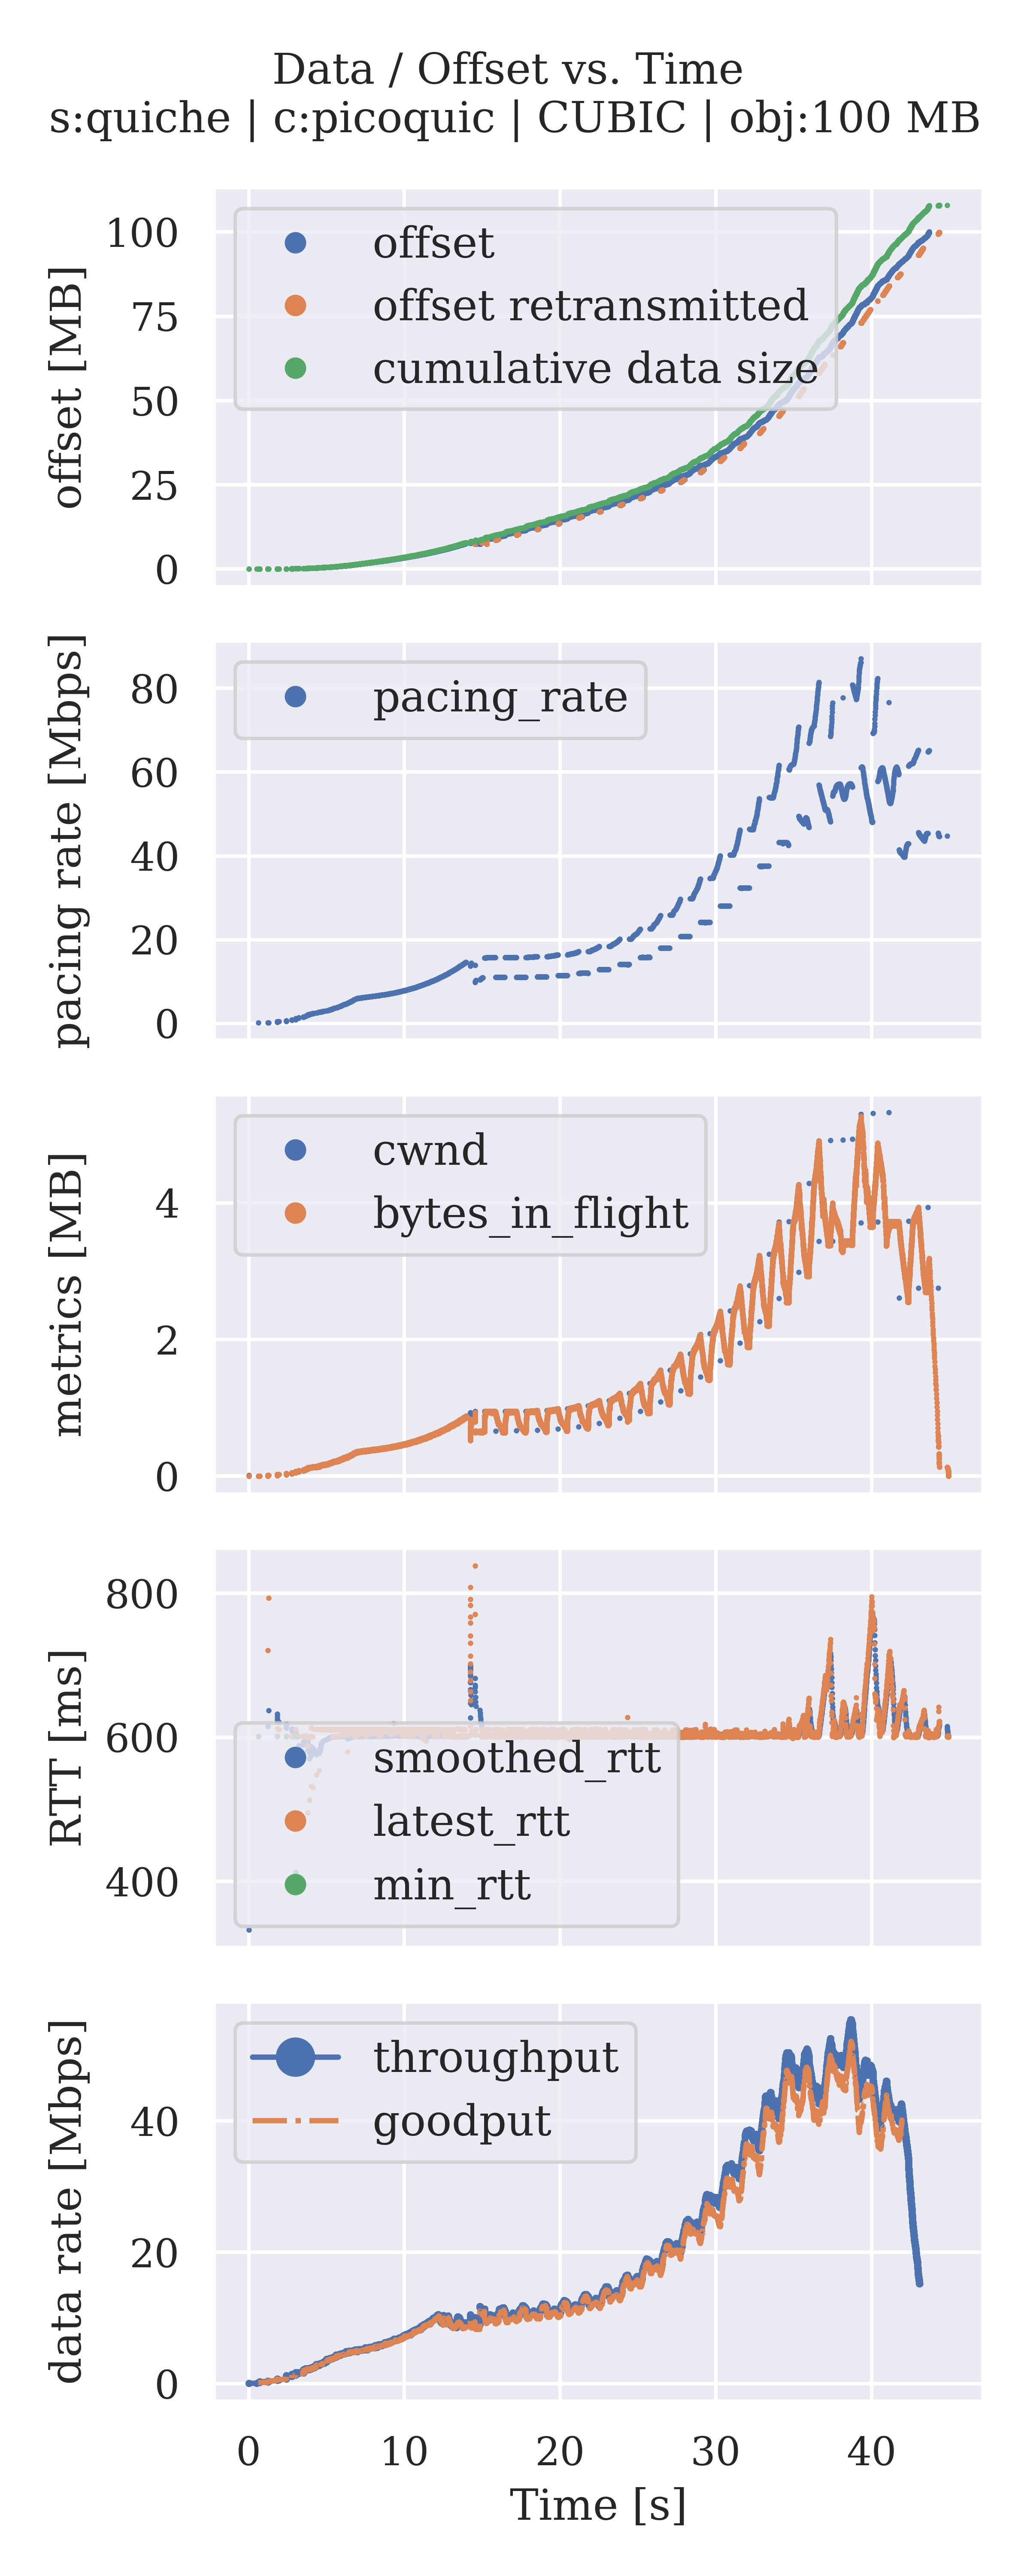 Data / Offset vs. Time
s:quiche | c:picoquic | CUBIC | obj:100 MB
offset [MB]
100
75
50
25
0
offset
offset retransmitted
cumulative data size
pacing rate [Mbps]
80
60
40
20
0
pacing_rate
metrics [MB]
4
2
0
cwnd
bytes_in_flight
RTT [ms]
800
600
400
smoothed_rtt
latest_rtt
min_rtt
data rate [Mbps]
40
20
0
throughput
goodput
0 10 20 30 40
Time [s]